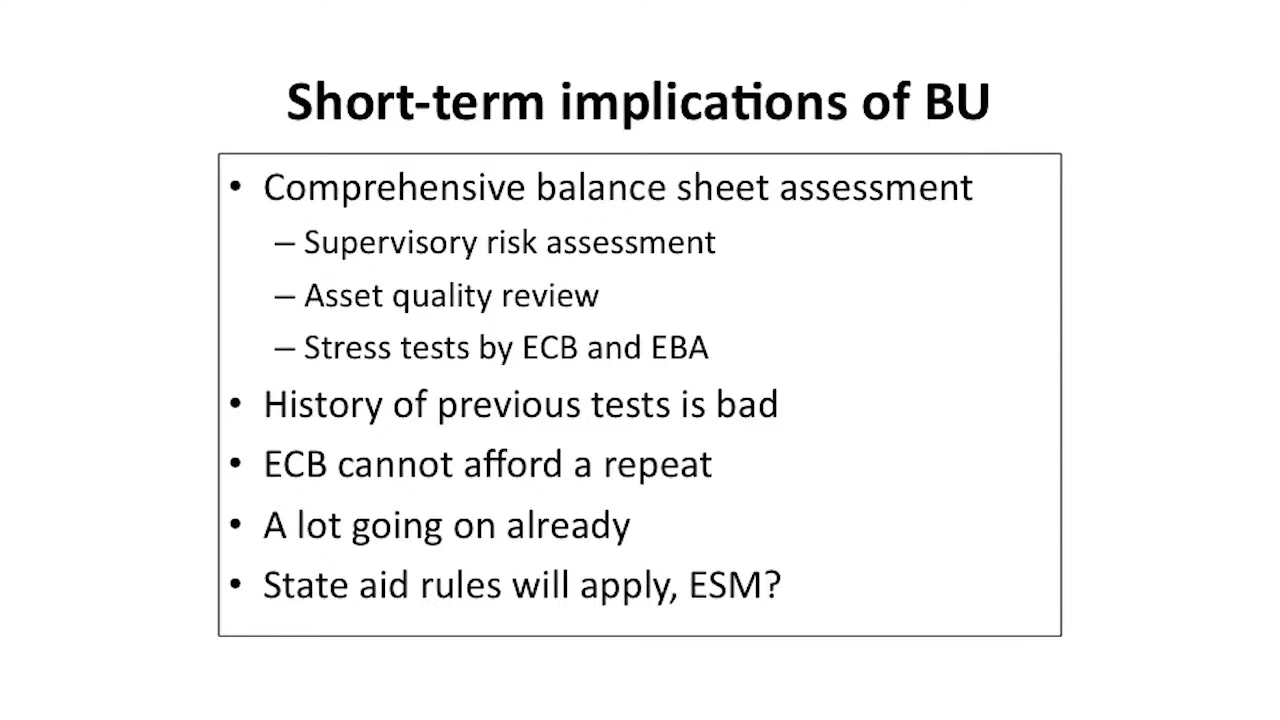 Short-term implications of BU
• Comprehensive balance sheet assessment
– Supervisory risk assessment
– Asset quality review
– Stress tests by ECB and EBA
• History of previous tests is bad
• ECB cannot afford a repeat
• A lot going on already
• State aid rules will apply, ESM?